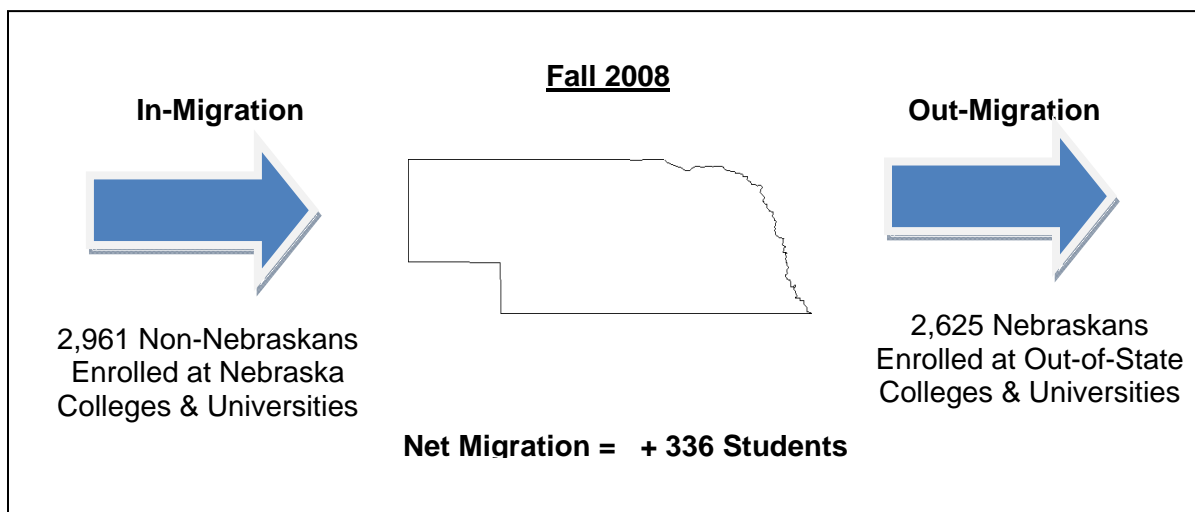 Fall 2008
In-Migration
Out-Migration
2,961 Non-Nebraskans
Enrolled at Nebraska
Colleges & Universities
2,625 Nebraskans
Enrolled at Out-of-State
Colleges & Universities
Net Migration = + 336 Students